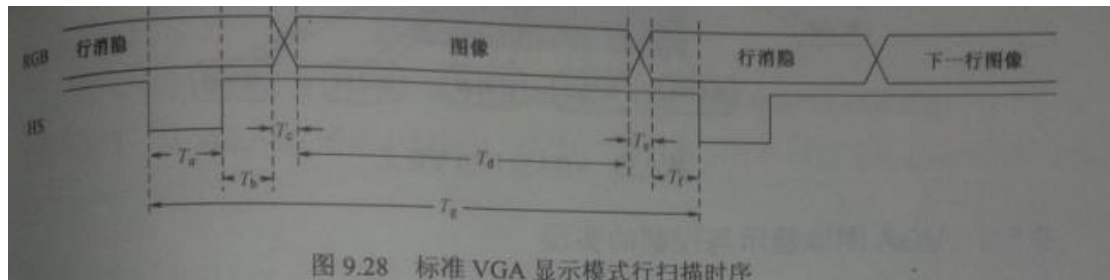 RGB 行消隐 图像 行消隐 下一行图像
HS
Tc Te
Ta Td
Tb Tf
Tg
图 9.28 标准 VGA 显示模式行扫描时序